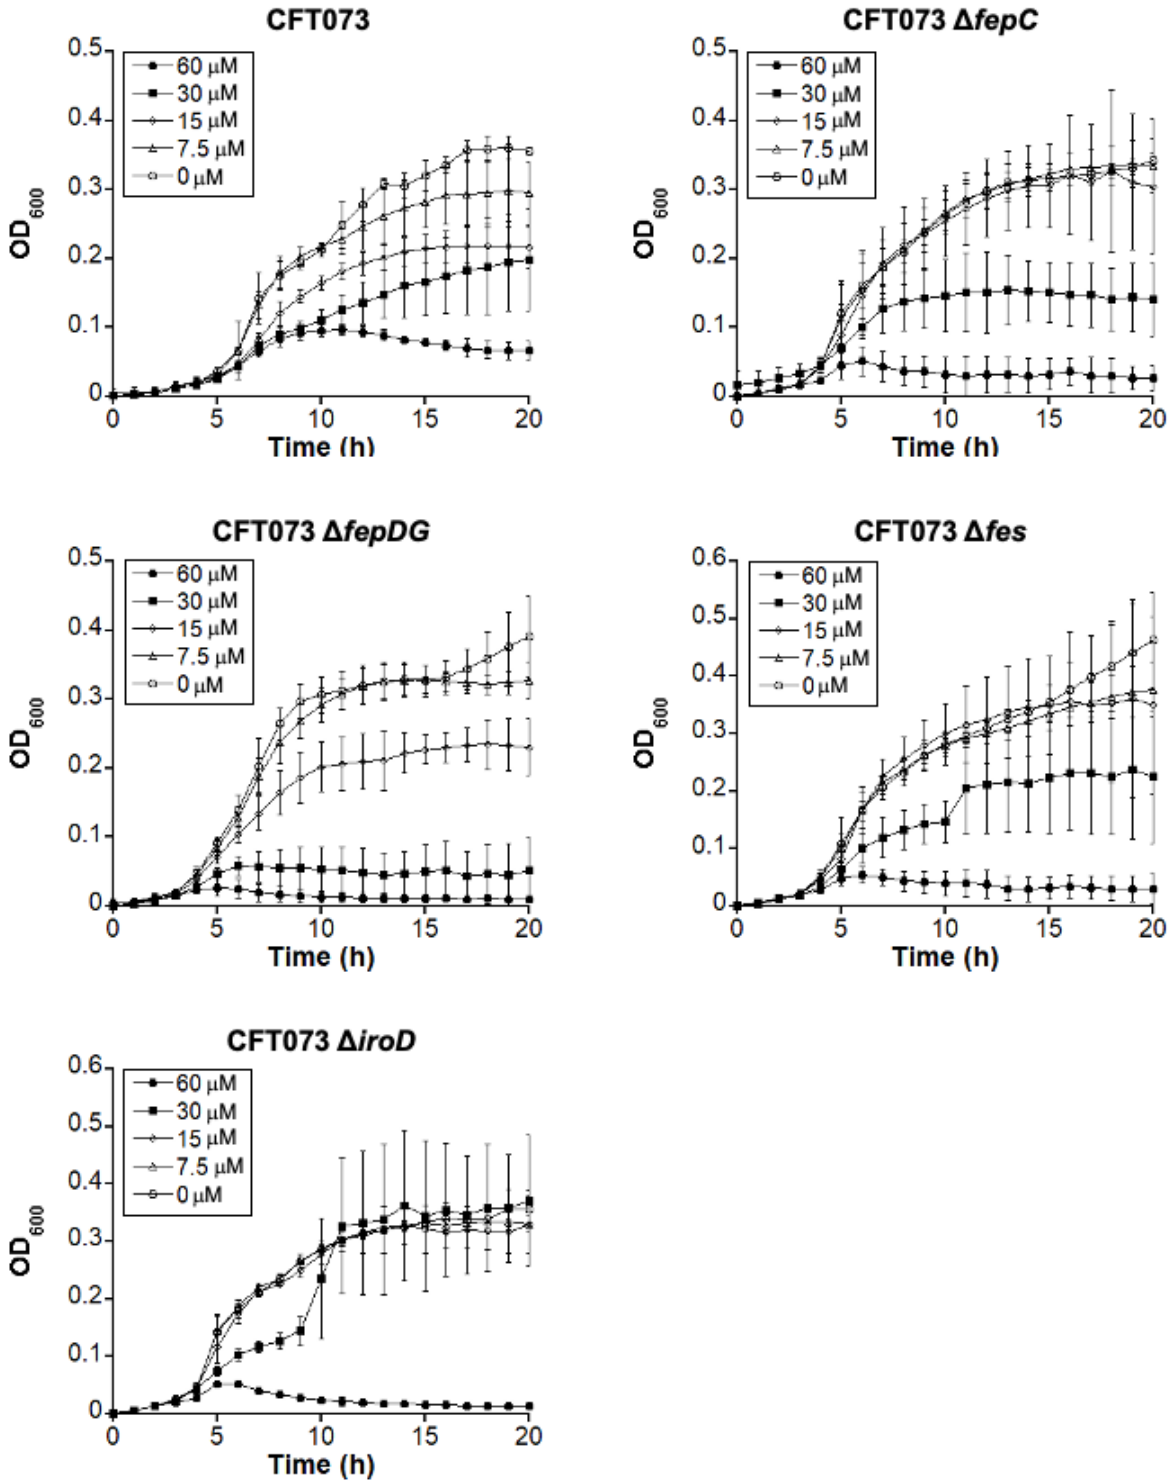 CFT073
0.5
60 µM
30 µM
15 µM
7.5 µM
0 µM
0.4
0.3
0.2
0.1
0
OD600
0 5 10 15 20
Time (h)
CFT073 ΔfepC
0.5
60 µM
30 µM
15 µM
7.5 µM
0 µM
0.4
0.3
0.2
0.1
0
OD600
0 5 10 15 20
Time (h)
CFT073 ΔfepDG
0.5
60 µM
30 µM
15 µM
7.5 µM
0 µM
0.4
0.3
0.2
0.1
0
OD600
0 5 10 15 20
Time (h)
CFT073 Δfes
0.6
60 µM
30 µM
15 µM
7.5 µM
0 µM
0.5
0.4
0.3
0.2
0.1
0
OD600
0 5 10 15 20
Time (h)
CFT073 ΔiroD
0.6
60 µM
30 µM
15 µM
7.5 µM
0 µM
0.5
0.4
0.3
0.2
0.1
0
OD600
0 5 10 15 20
Time (h)